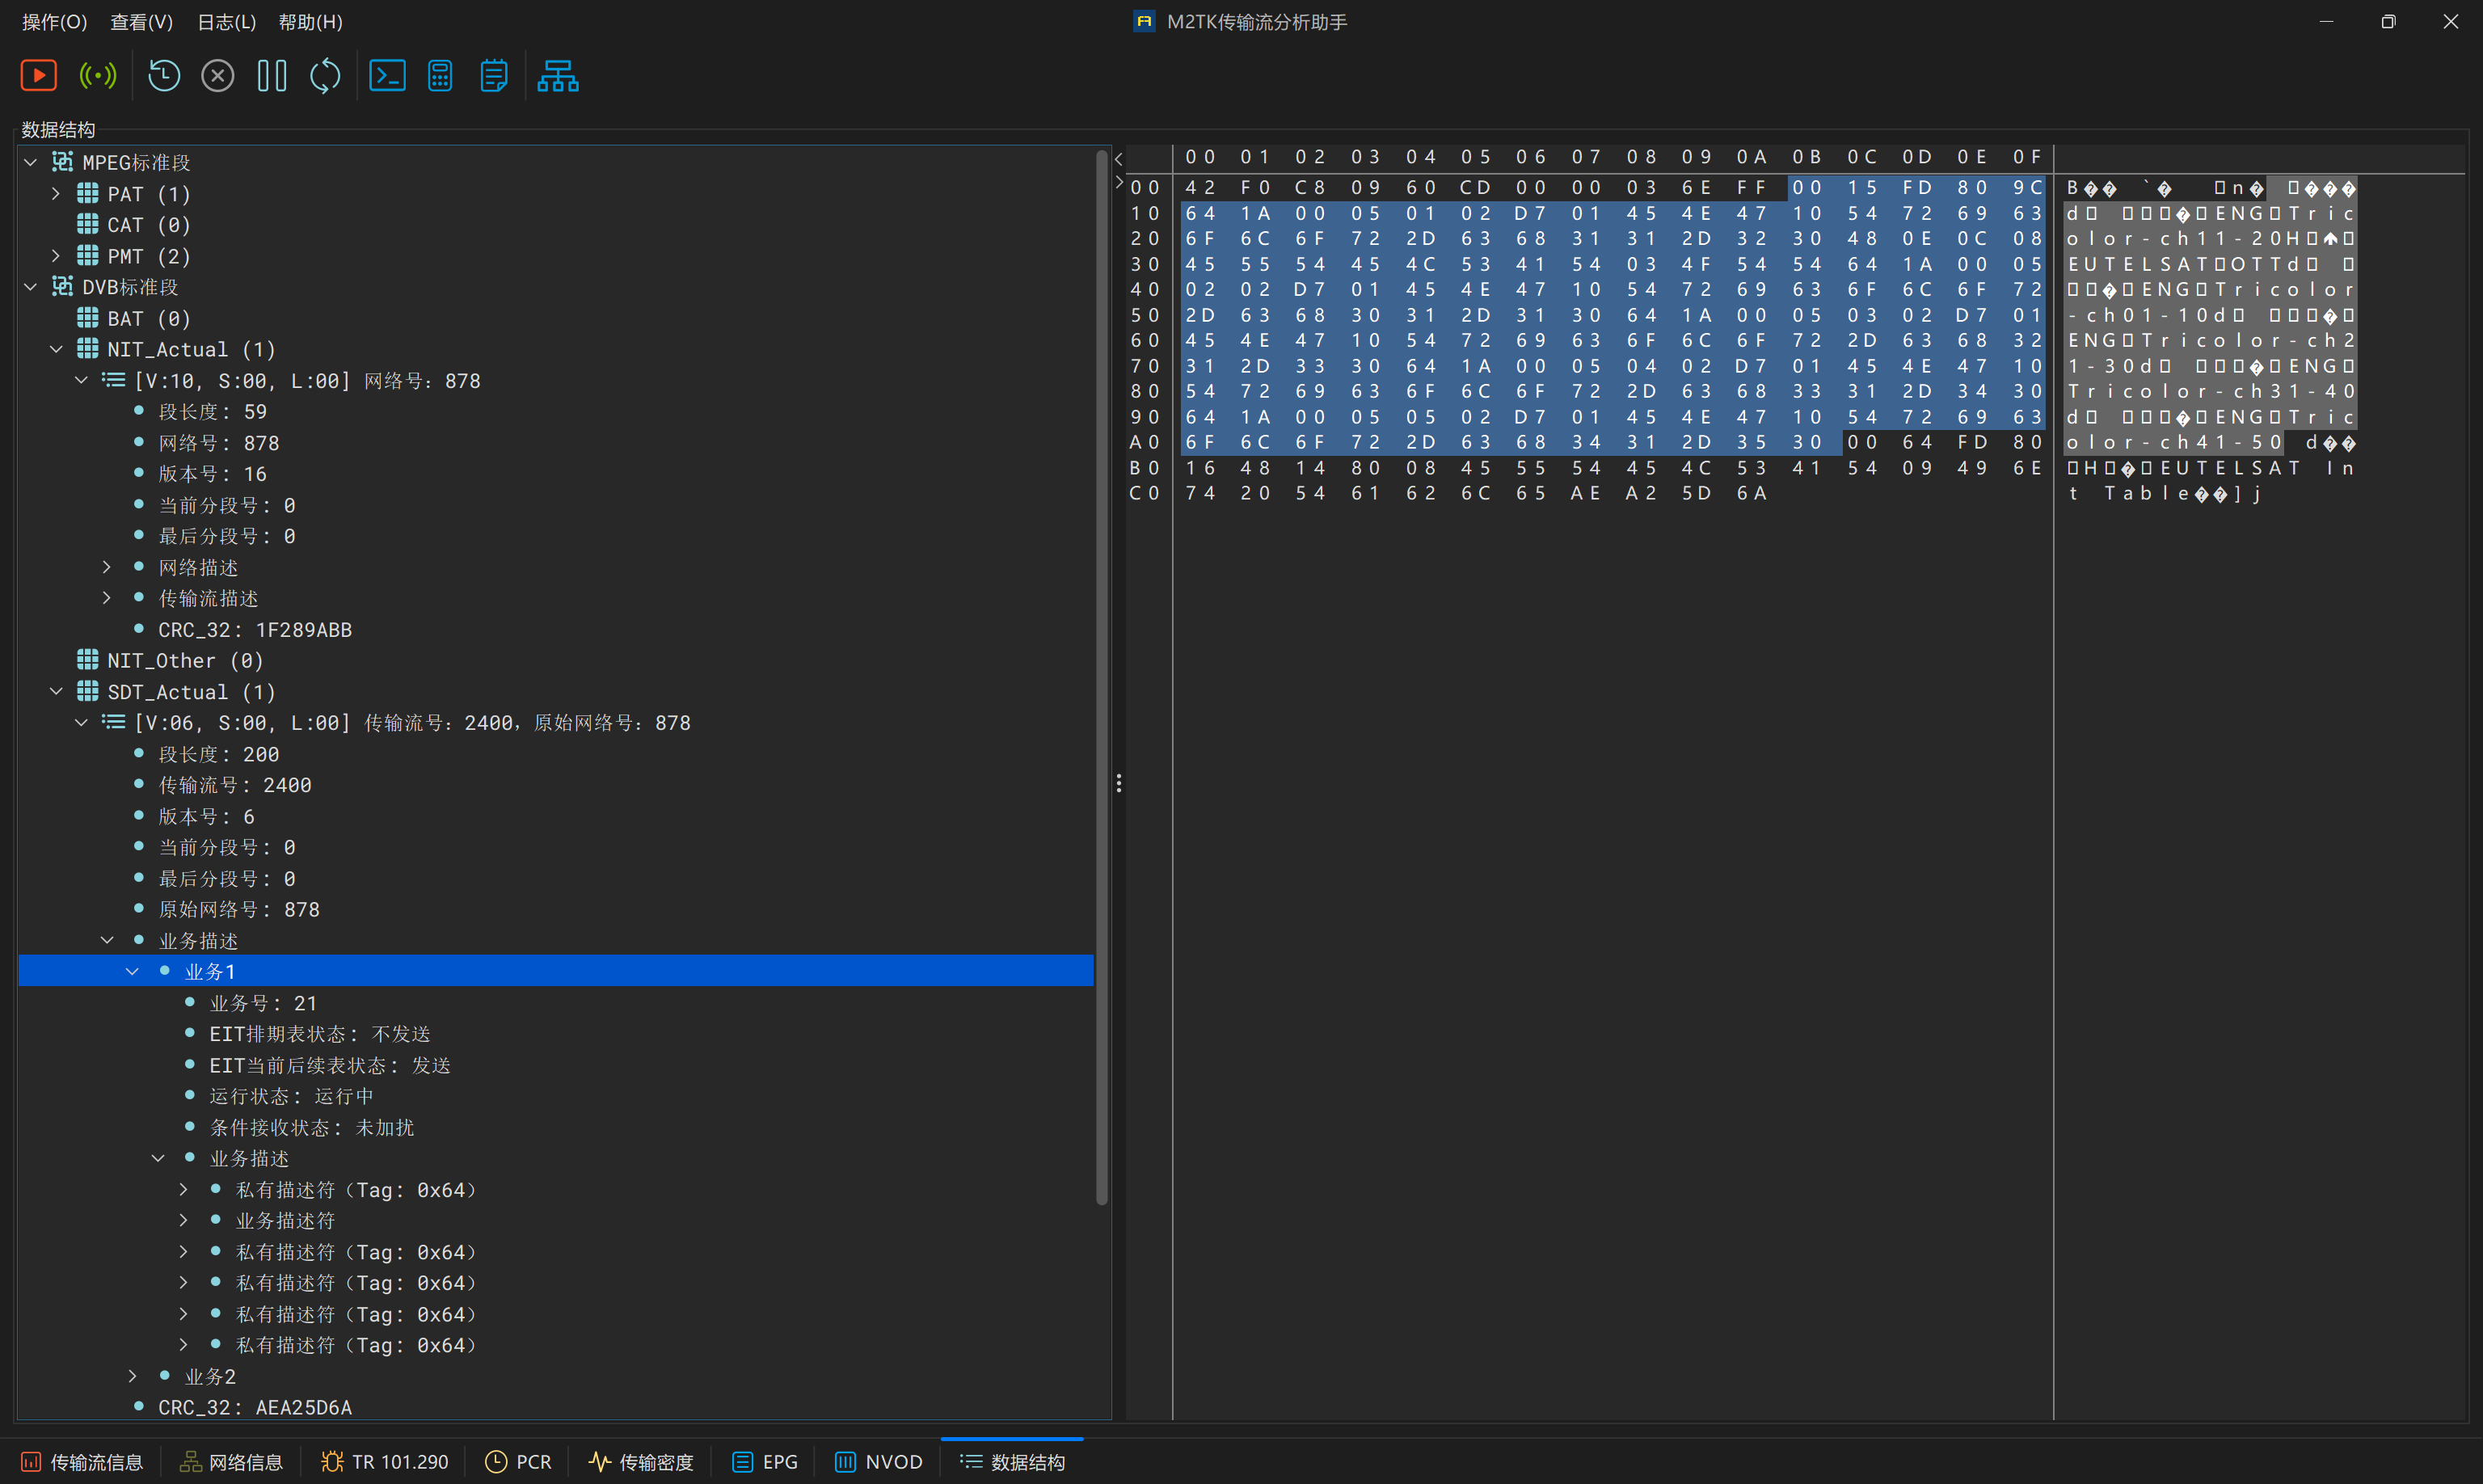 操作(O) 查看(V) 日志(L) 帮助(H)
M2TK传输流分析助手
数据结构
MPEG标准段
PAT (1)
CAT (0)
PMT (2)
DVB标准段
BAT (0)
NIT_Actual (1)
[V:10, S:00, L:00] 网络号: 878
段长度: 59
网络号: 878
版本号: 16
当前分段号: 0
最后分段号: 0
网络描述
传输流描述
CRC_32: 1F289ABB
NIT_Other (0)
SDT_Actual (1)
[V:06, S:00, L:00] 传输流号: 2400, 原始网络号: 878
段长度: 200
传输流号: 2400
版本号: 6
当前分段号: 0
最后分段号: 0
原始网络号: 878
业务描述
业务1
业务号: 21
EIT排期表状态: 不发送
EIT当前后续表状态: 发送
运行状态: 运行中
条件接收状态: 未加扰
业务描述
私有描述符（Tag: 0x64）
业务描述符
私有描述符（Tag: 0x64）
私有描述符（Tag: 0x64）
私有描述符（Tag: 0x64）
私有描述符（Tag: 0x64）
业务2
CRC_32: AEA25D6A
00 01 02 03 04 05 06 07 08 09 0A 0B 0C 0D 0E 0F
00 42 F0 C8 09 60 CD 00 00 03 6E FF 00 15 FD 80 9C
10 64 1A 00 05 01 02 D7 01 45 4E 47 10 54 72 69 63
20 6F 6C 6F 72 2D 63 68 31 31 2D 32 30 48 0E 0C 08
30 45 55 54 45 4C 53 41 54 03 4F 54 54 64 1A 00 05
40 02 02 D7 01 45 4E 47 10 54 72 69 63 6F 6C 6F 72
50 2D 63 68 30 31 2D 31 30 64 1A 00 05 03 02 D7 01
60 45 4E 47 10 54 72 69 63 6F 6C 6F 72 2D 63 68 32
70 31 2D 33 30 64 1A 00 05 04 02 D7 01 45 4E 47 10
80 54 72 69 63 6F 6C 6F 72 2D 63 68 33 31 2D 34 30
90 64 1A 00 05 05 02 D7 01 45 4E 47 10 54 72 69 63
A0 6F 6C 6F 72 2D 63 68 34 31 2D 35 30 00 64 FD 80
B0 16 48 14 80 08 45 55 54 45 4C 53 41 54 09 49 6E
C0 74 20 54 61 62 6C 65 AE A2 5D 6A
B�� `� □n� □���
d□ □□□�□ENG□Tric
olor-ch11-20H□♠□
EUTELSAT□OTTd□ □
□□�□ENG□Tricolor
-ch01-10d□ □□□�□
ENG□Tricolor-ch2
1-30d□ □□□�□ENG□
Tricolor-ch31-40
d□ □□□�□ENG□Tric
olor-ch41-50 d��
□H□�□EUTELSAT In
t Table��]j
传输流信息 网络信息 TR 101.290 PCR 传输密度 EPG NVOD 数据结构